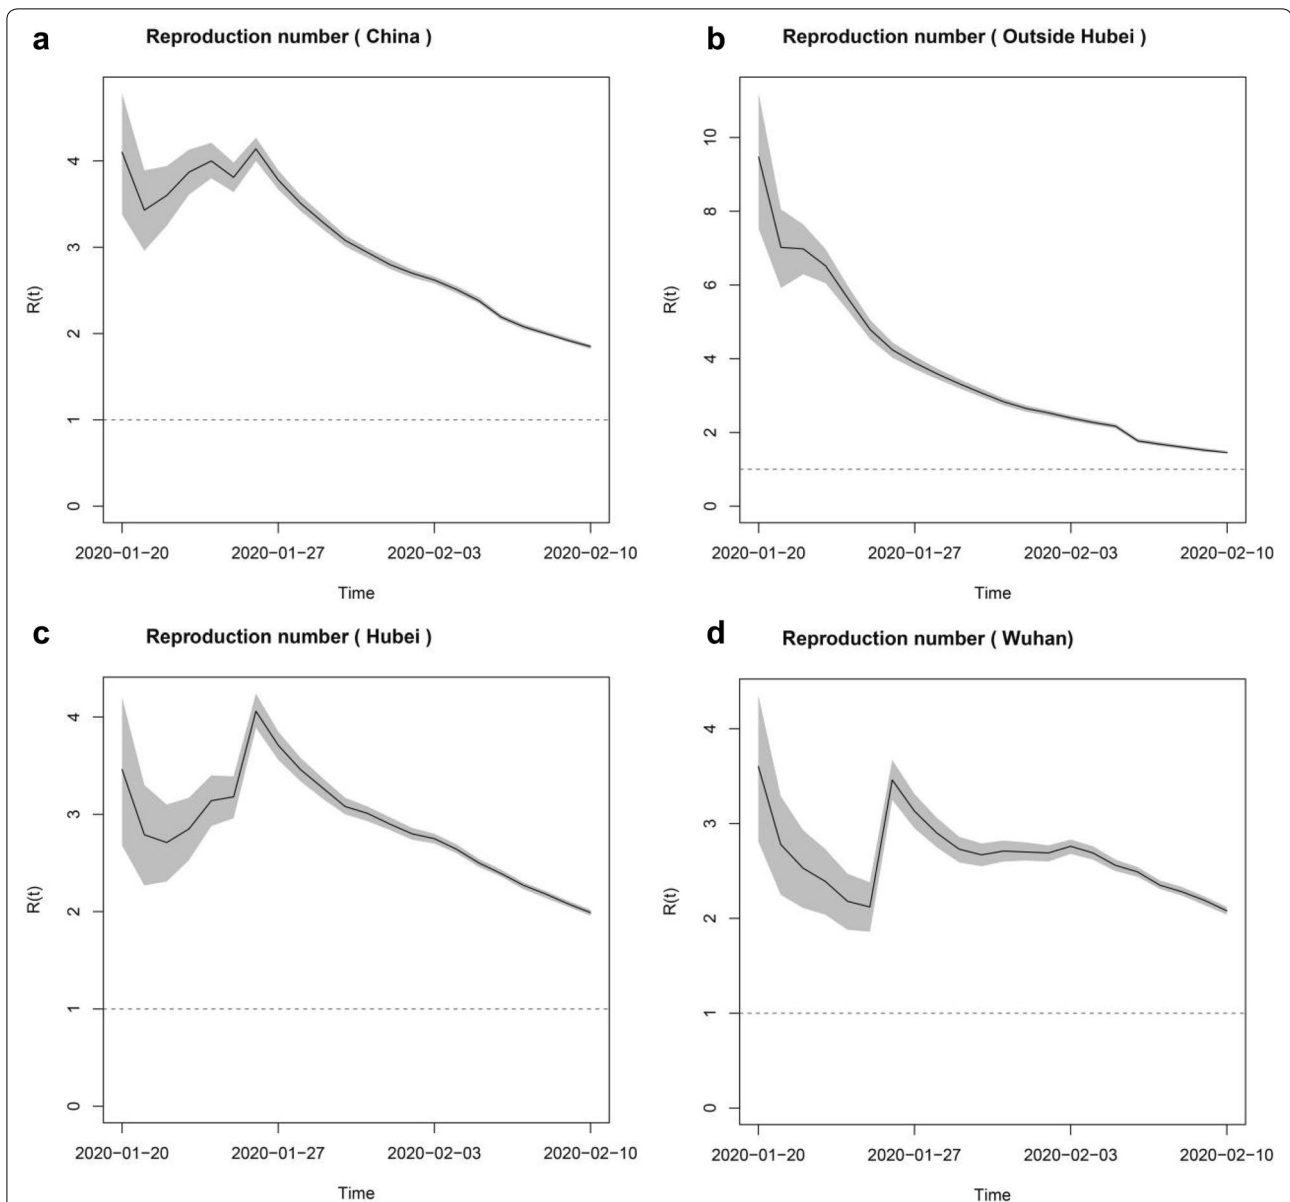 a
Reproduction number ( China )
R(t)
4
3
2
1
0
2020−01−20 2020−01−27 2020−02−03 2020−02−10
Time
b
Reproduction number ( Outside Hubei )
R(t)
10
8
6
4
2
0
2020−01−20 2020−01−27 2020−02−03 2020−02−10
Time
c
Reproduction number ( Hubei )
R(t)
4
3
2
1
0
2020−01−20 2020−01−27 2020−02−03 2020−02−10
Time
d
Reproduction number ( Wuhan)
R(t)
4
3
2
1
0
2020−01−20 2020−01−27 2020−02−03 2020−02−10
Time